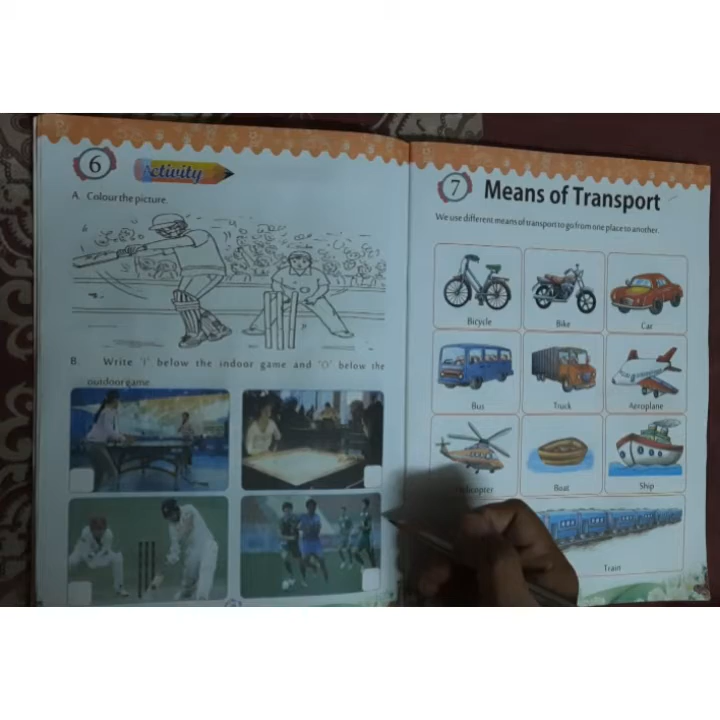 6
Activity
A. Colour the picture.
B. Write 'I' below the indoor game and 'O' below the
outdoor game
7
Means of Transport
We use different means of transport to go from one place to another.
Bicycle
Bike
Car
Bus
Truck
Aeroplane
Helicopter
Boat
Ship
Train